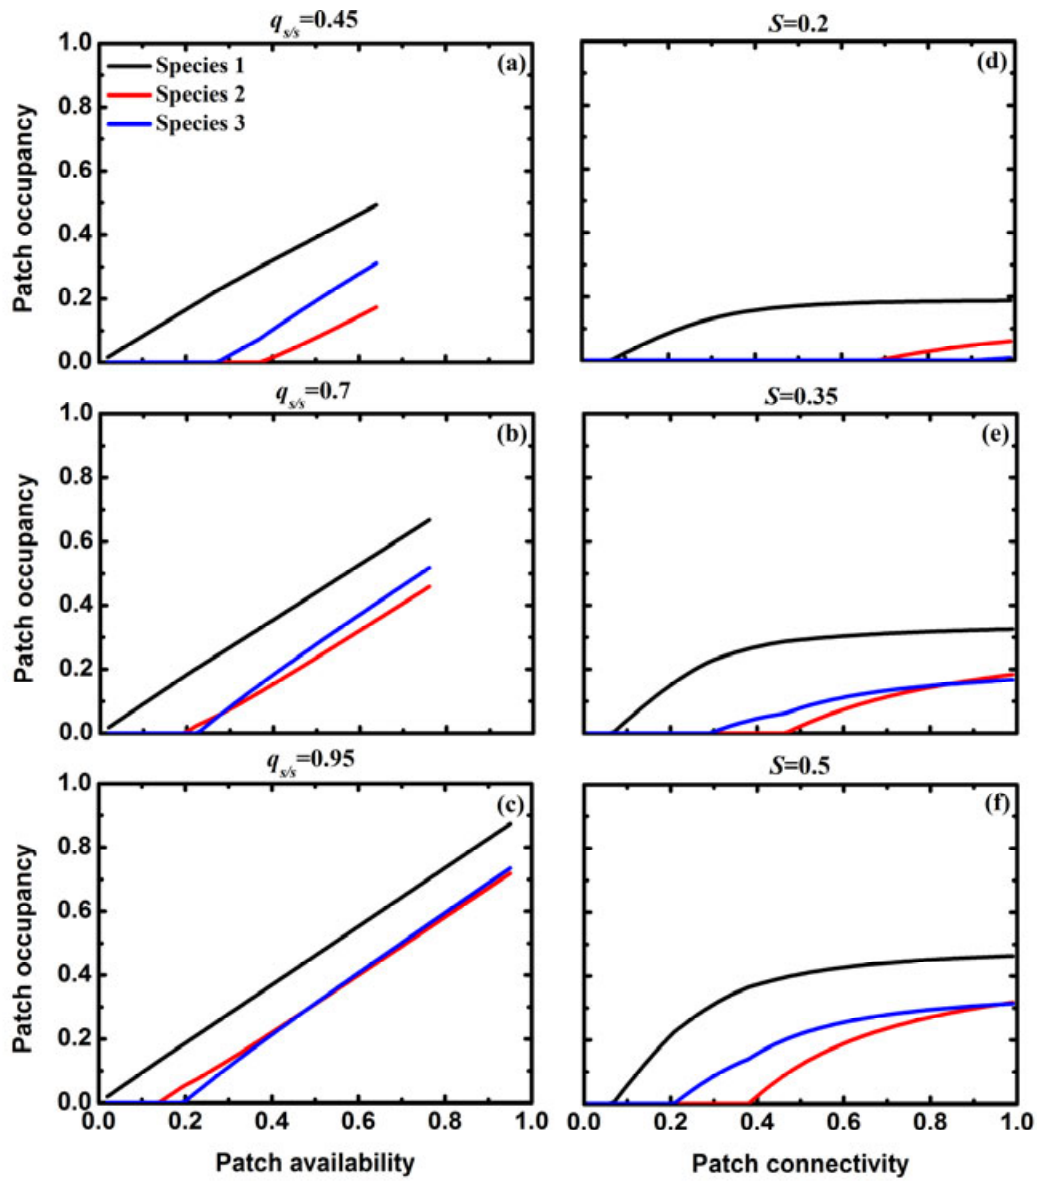 q_{s/s}=0.45
(a)
Species 1
Species 2
Species 3
1.0
0.8
0.6
0.4
0.2
0.0
Patch occupancy
S=0.2
(d)
q_{s/s}=0.7
(b)
1.0
0.8
0.6
0.4
0.2
0.0
Patch occupancy
S=0.35
(e)
q_{s/s}=0.95
(c)
1.0
0.8
0.6
0.4
0.2
0.0
Patch occupancy
0.0 0.2 0.4 0.6 0.8 1.0
Patch availability
S=0.5
(f)
0.0 0.2 0.4 0.6 0.8 1.0
Patch connectivity